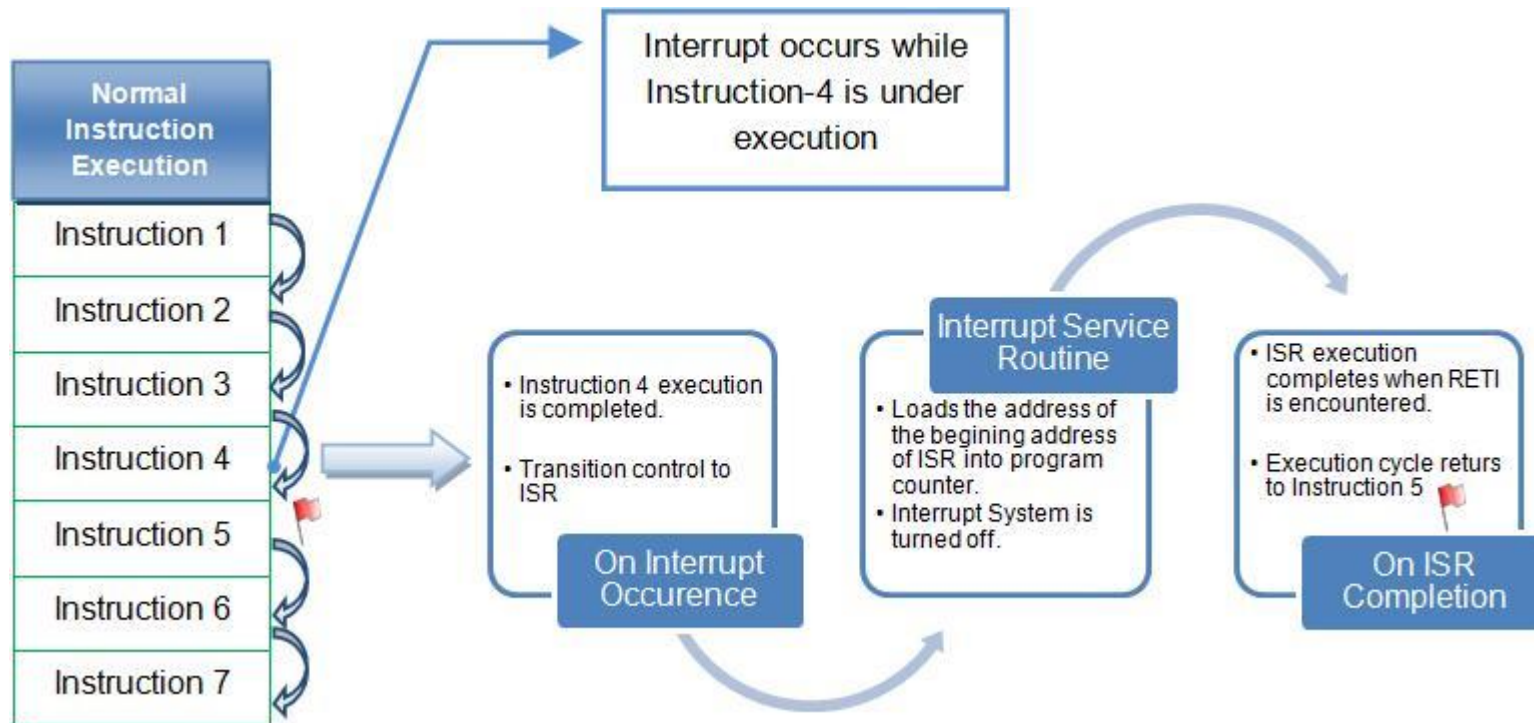 Normal
Instruction
Execution
Instruction 1
Instruction 2
Instruction 3
Instruction 4
Instruction 5
Instruction 6
Instruction 7
Interrupt occurs while
Instruction-4 is under
execution
• Instruction 4 execution
is completed.
• Transition control to
ISR
On Interrupt
Occurence
Interrupt Service
Routine
• Loads the address of
the begining address
of ISR into program
counter.
• Interrupt System is
turned off.
• ISR execution
completes when RETI
is encountered.
• Execution cycle returs
to Instruction 5
On ISR
Completion